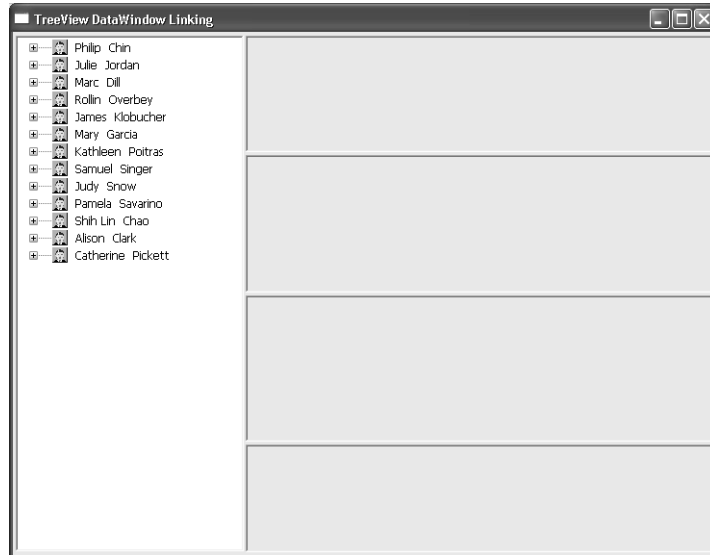 TreeView DataWindow Linking
Philip Chin
Julie Jordan
Marc Dill
Rollin Overbey
James Klobucher
Mary Garcia
Kathleen Poitras
Samuel Singer
Judy Snow
Pamela Savarino
Shih Lin Chao
Alison Clark
Catherine Pickett